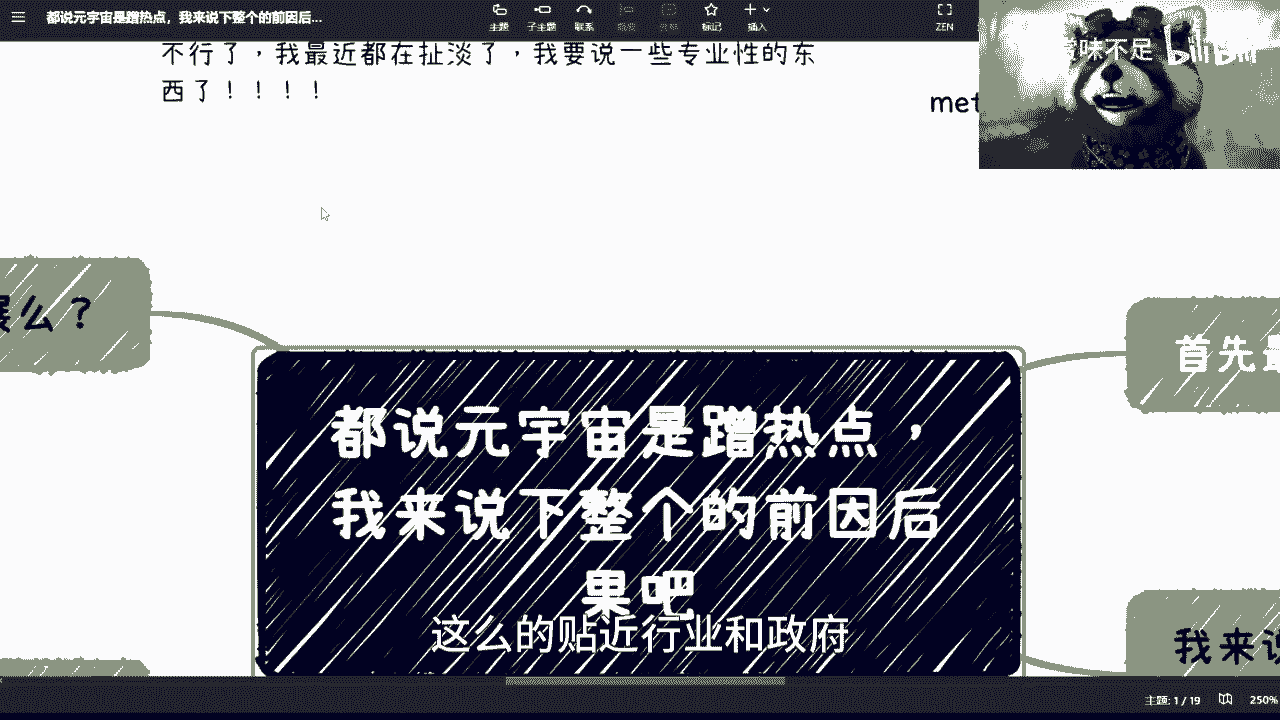 都说元宇宙是蹭热点，我来说下整个的前因后...
主题
子主题
联系
标记
插入
ZEN
不行了，我最近都在扯淡了，我要说一些专业性的东
西了！！！！
met
味不足 bilibili
展么？
首先
都说元宇宙是蹭热点，
我来说下整个的前因后
果吧
这么的贴近行业和政府
我来说
主题: 1 / 19
250%